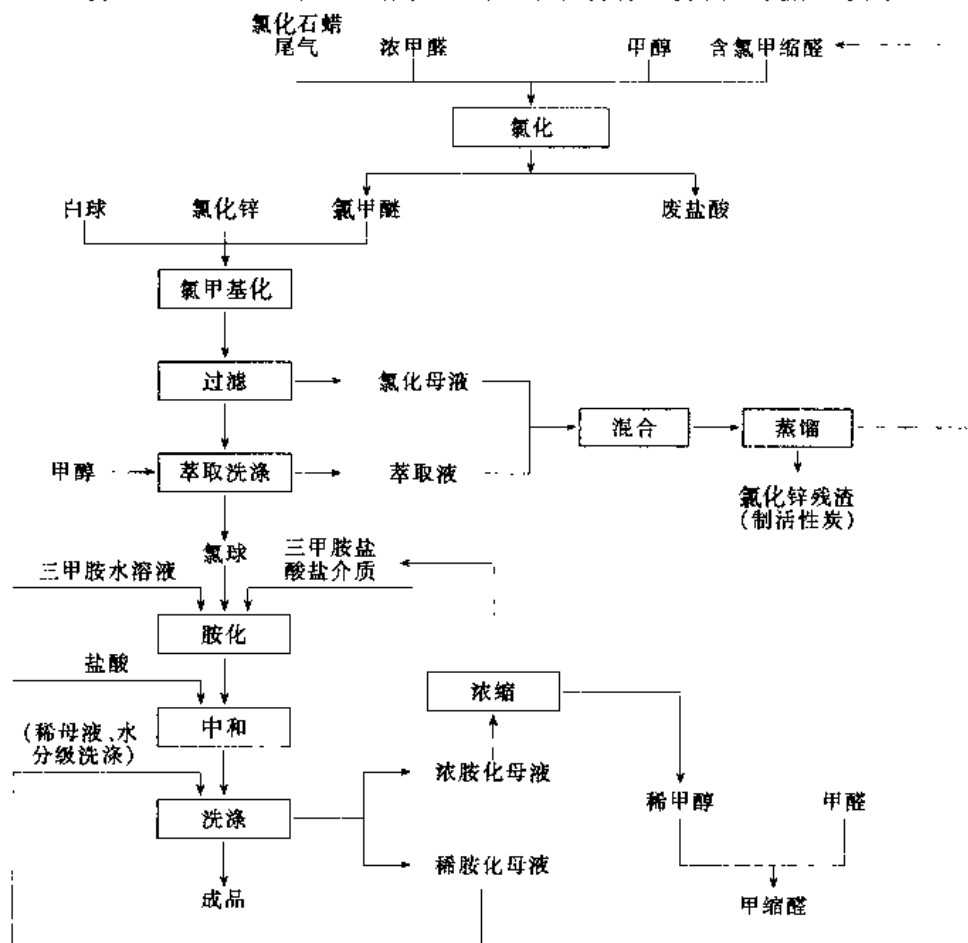 氯化石蜡
尾气
浓甲醛
甲醇
含氯甲缩醛
氯化
白球
氯化锌
氯甲醚
废盐酸
氯甲基化
过滤
氯化母液
混合
蒸馏
甲醇
萃取洗涤
萃取液
氯化锌残渣
(制活性炭)
氯球
三甲胺水溶液
三甲胺盐
酸盐介质
胺化
盐酸
浓缩
中和
(稀母液、水
分级洗涤)
浓胺化母液
稀甲醇
甲醛
洗涤
稀胺化母液
成品
甲缩醛